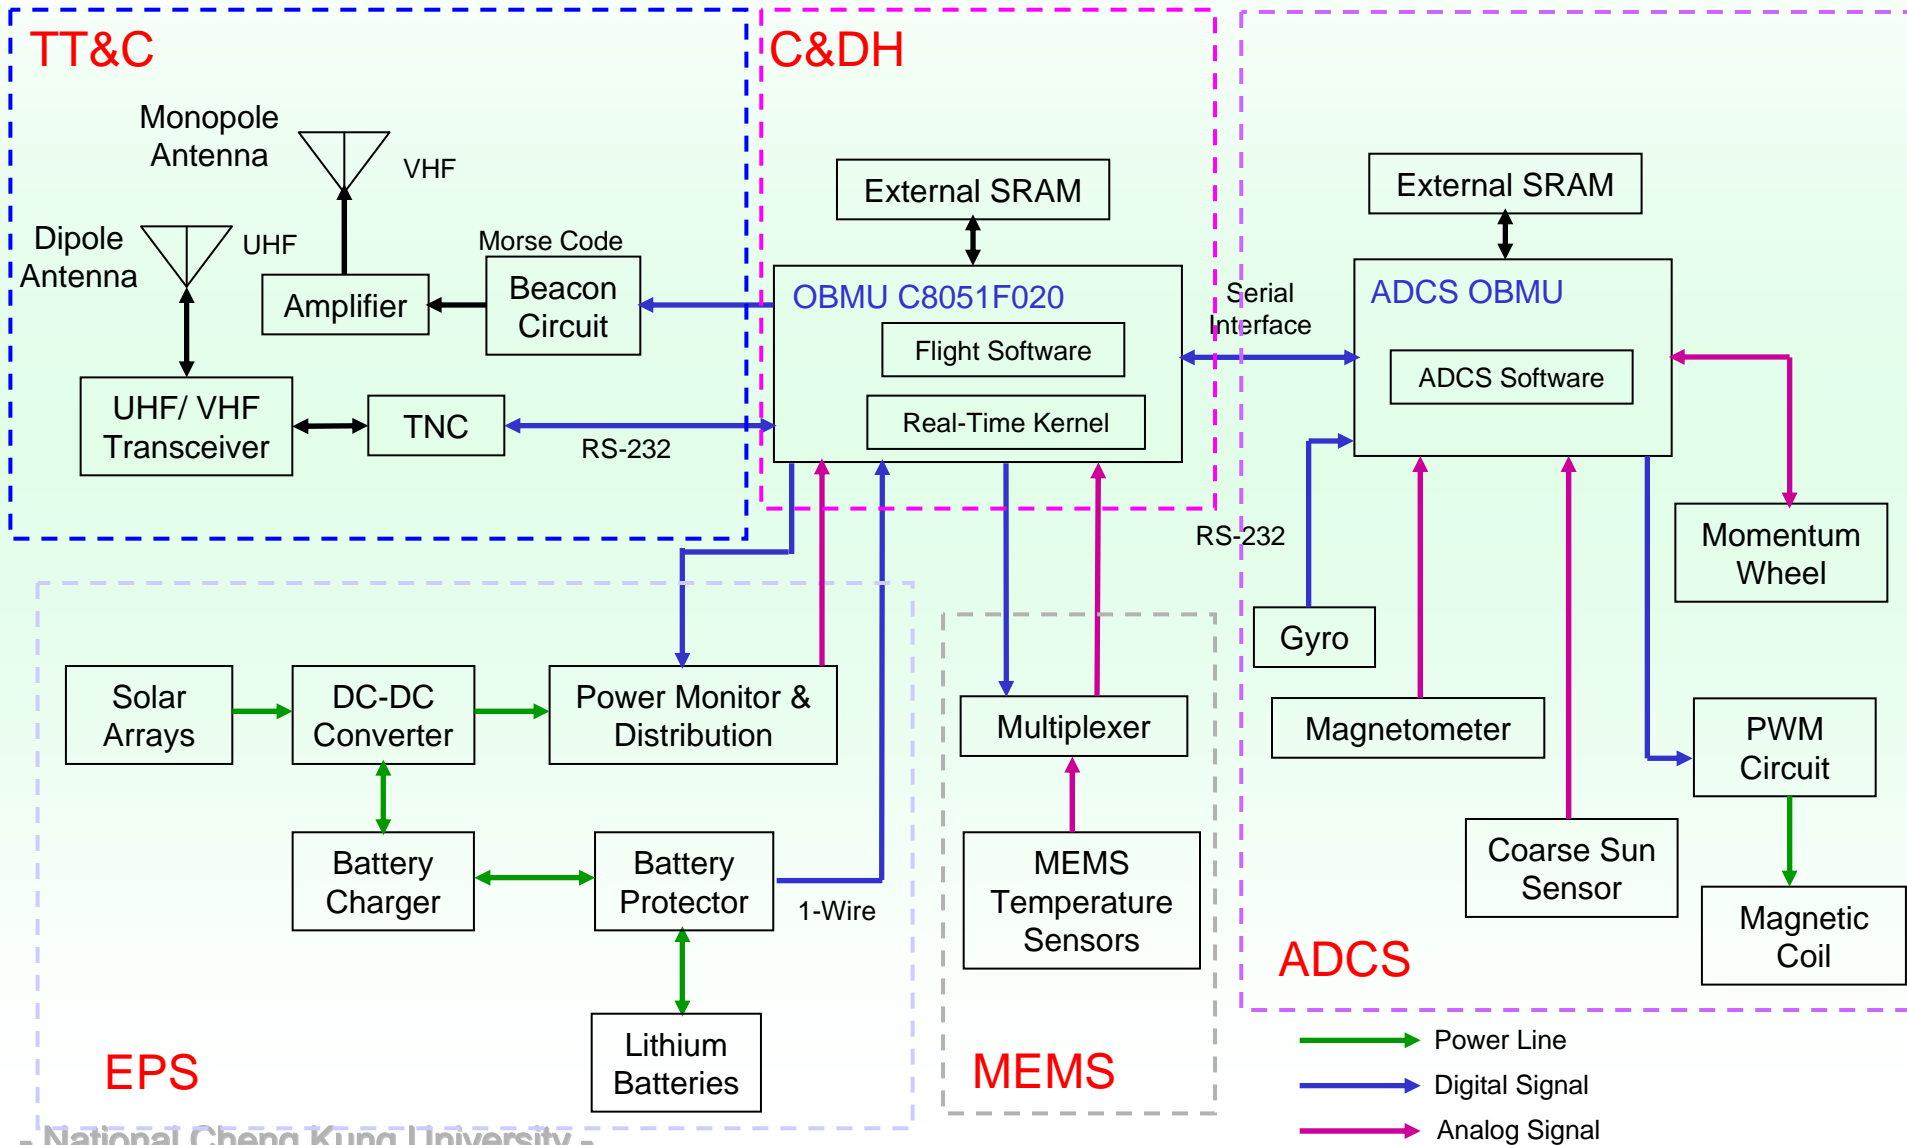 TT&C
Monopole
Antenna
VHF
Dipole
Antenna
UHF
Morse Code
Amplifier
Beacon
Circuit
UHF/ VHF
Transceiver
TNC
RS-232
C&DH
External SRAM
OBMU C8051F020
Flight Software
Real-Time Kernel
Serial
Interface
External SRAM
ADCS OBMU
ADCS Software
RS-232
Momentum
Wheel
Gyro
Magnetometer
PWM
Circuit
Coarse Sun
Sensor
Magnetic
Coil
ADCS
Solar
Arrays
DC-DC
Converter
Power Monitor &
Distribution
Battery
Charger
Battery
Protector
1-Wire
Lithium
Batteries
EPS
Multiplexer
MEMS
Temperature
Sensors
MEMS
Power Line
Digital Signal
Analog Signal
- National Cheng Kung University -